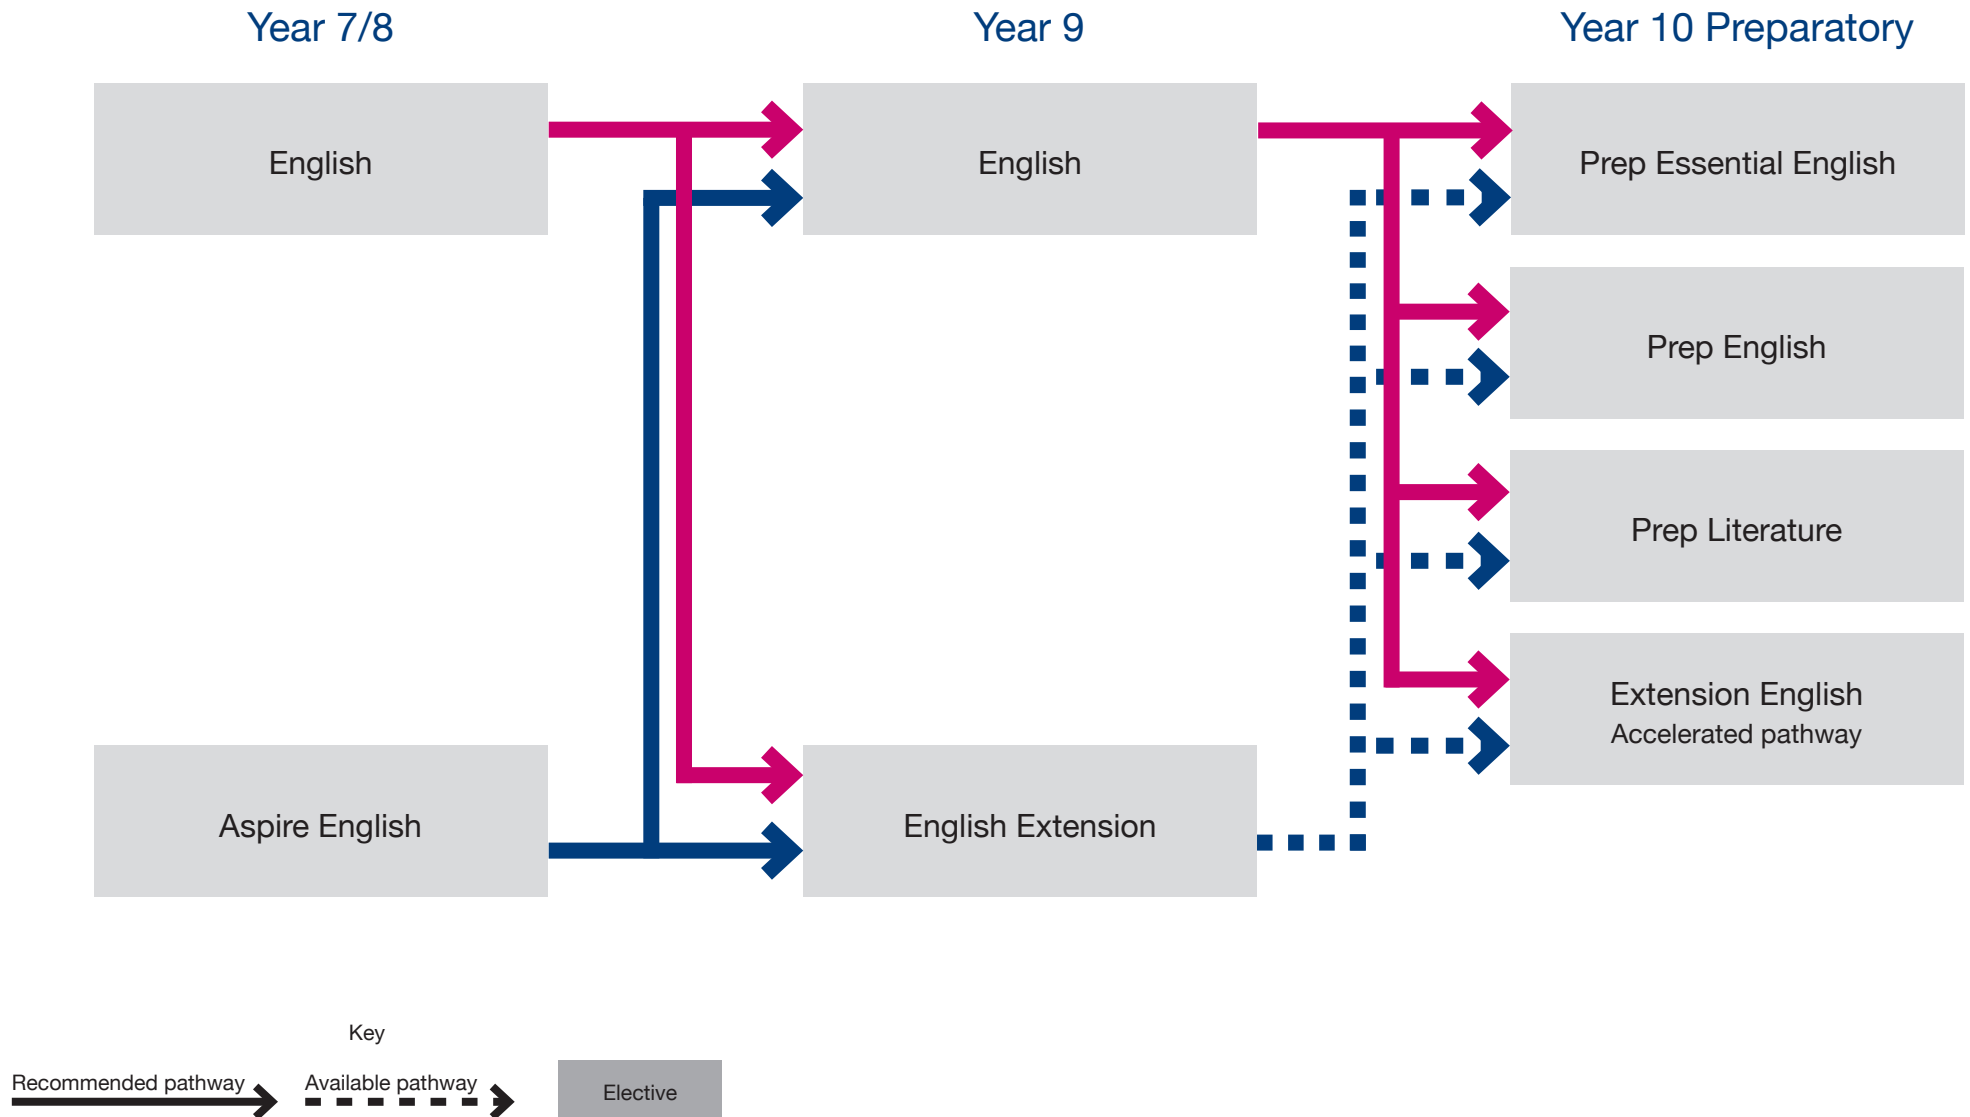 Year 7/8
Year 9
Year 10 Preparatory
English
English
Prep Essential English
Prep English
Prep Literature
Extension English
Accelerated pathway
Aspire English
English Extension
Key
Recommended pathway
Available pathway
Elective